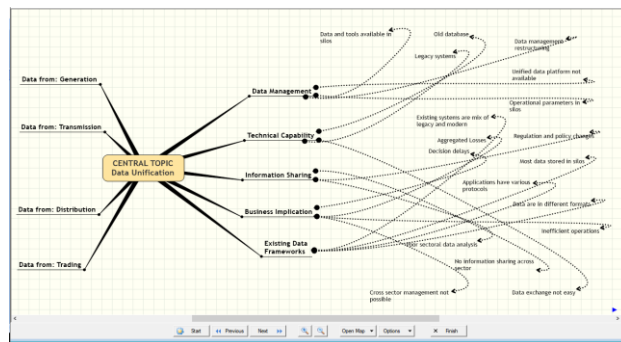 Data and tools available in
silos
Old database
Data management
restructuring
Legacy systems
Data from: Generation
Data Management
Unified data platform not
available
Operational parameters in
silos
Existing systems are mix of
legacy and modern
Data from: Transmission
Technical Capability
Aggregated Losses
Regulation and policy changes
Decision delays
CENTRAL TOPIC
Data Unification
Most data stored in silos
Information Sharing
Applications have various
protocols
Data from: Distribution
Business Implication
Data are in different formats
Inefficient operations
Existing Data
Frameworks
sectoral data analysis
Data from: Trading
No information sharing across
sector
Cross sector management not
possible
Data exchange not easy
Start
Previous
Next
Open Map
Options
Finish